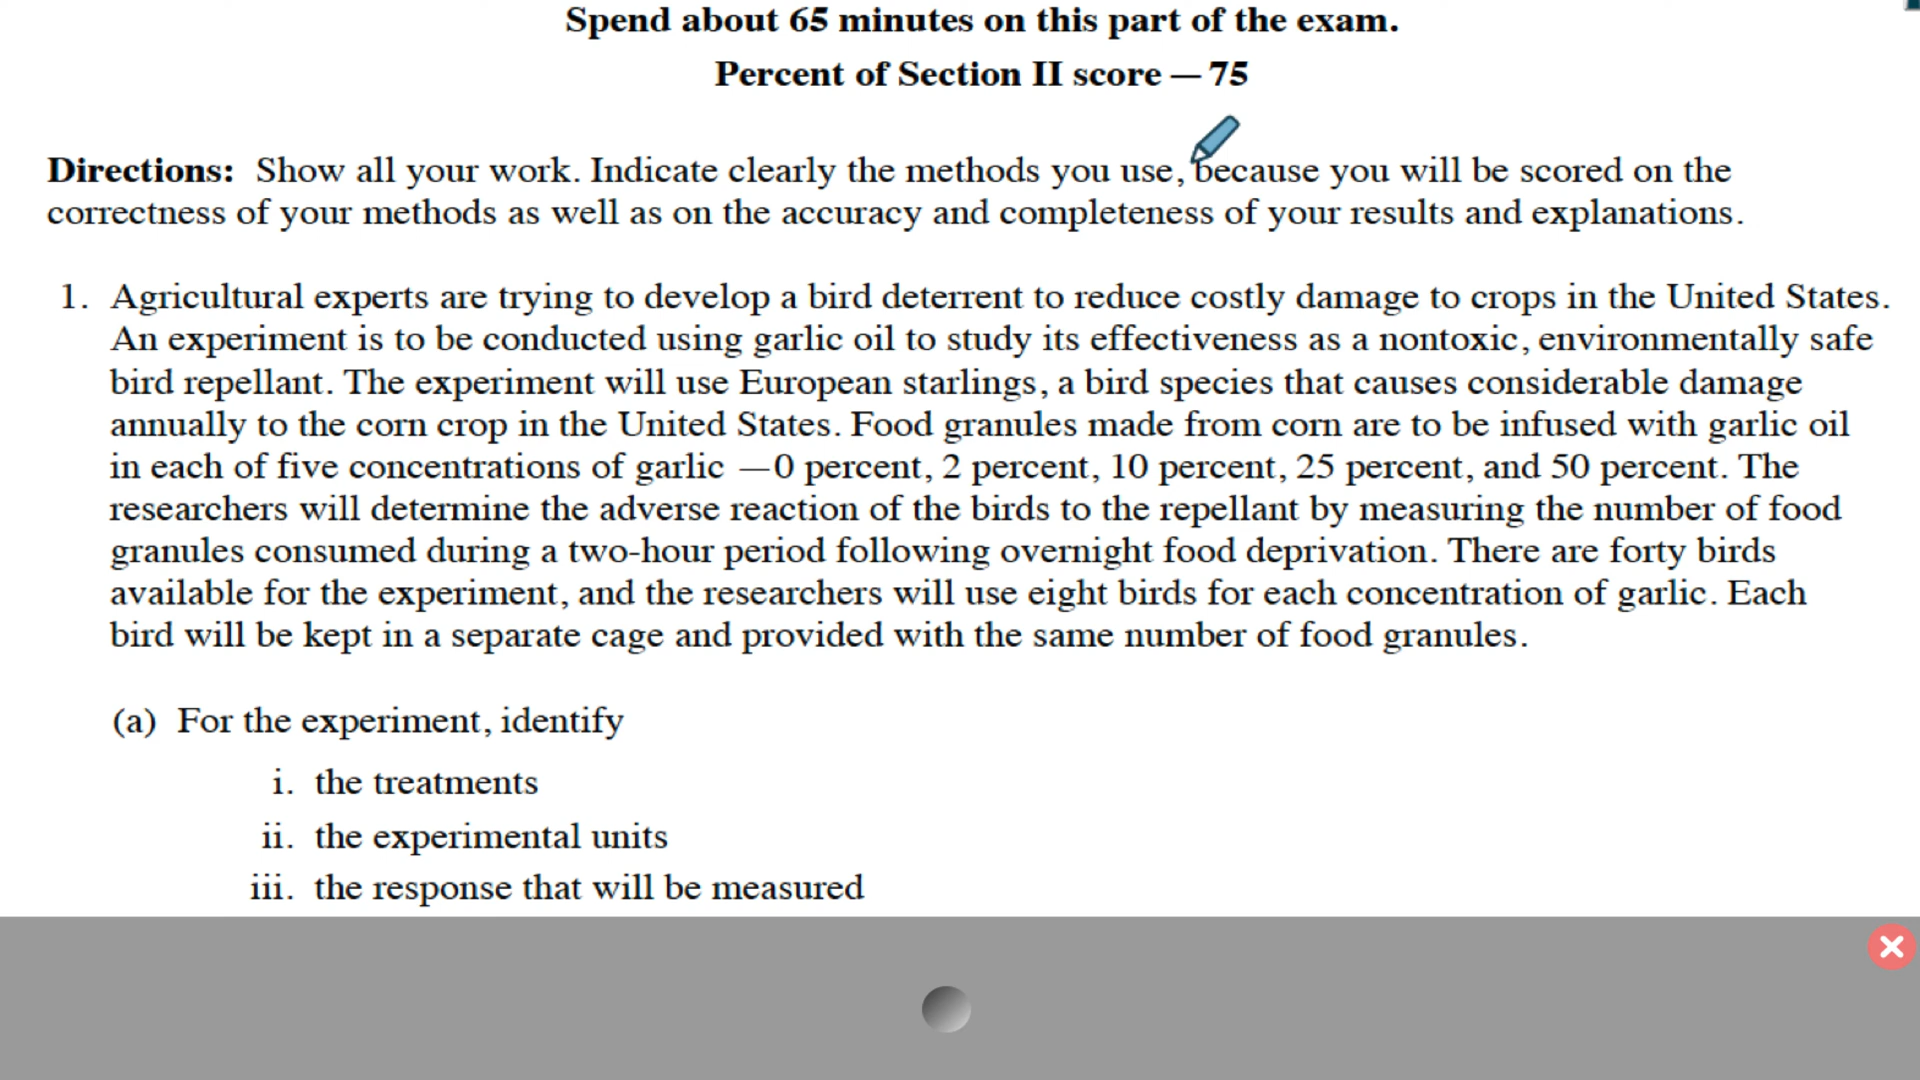 Spend about 65 minutes on this part of the exam.
Percent of Section II score — 75
Directions: Show all your work. Indicate clearly the methods you use, because you will be scored on the
correctness of your methods as well as on the accuracy and completeness of your results and explanations.
1. Agricultural experts are trying to develop a bird deterrent to reduce costly damage to crops in the United States.
An experiment is to be conducted using garlic oil to study its effectiveness as a nontoxic, environmentally safe
bird repellant. The experiment will use European starlings, a bird species that causes considerable damage
annually to the corn crop in the United States. Food granules made from corn are to be infused with garlic oil
in each of five concentrations of garlic —0 percent, 2 percent, 10 percent, 25 percent, and 50 percent. The
researchers will determine the adverse reaction of the birds to the repellant by measuring the number of food
granules consumed during a two-hour period following overnight food deprivation. There are forty birds
available for the experiment, and the researchers will use eight birds for each concentration of garlic. Each
bird will be kept in a separate cage and provided with the same number of food granules.
(a) For the experiment, identify
i. the treatments
ii. the experimental units
iii. the response that will be measured